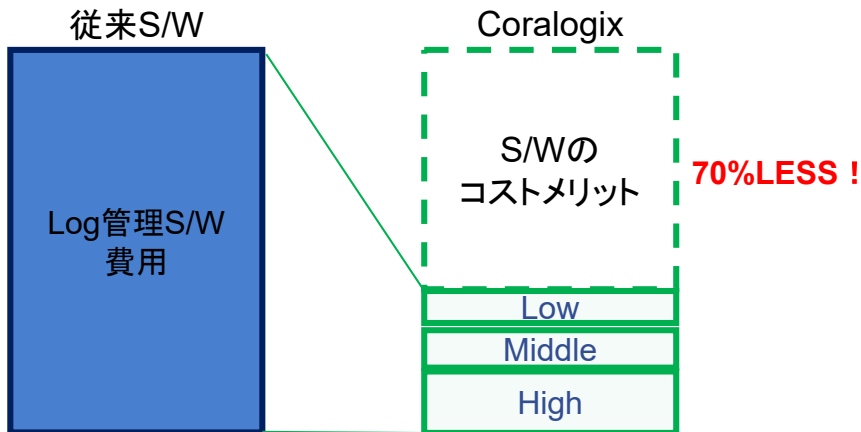 従来S/W
Coralogix
Log管理S/W
費用
S/Wの
コストメリット
70%LESS！
Low
Middle
High